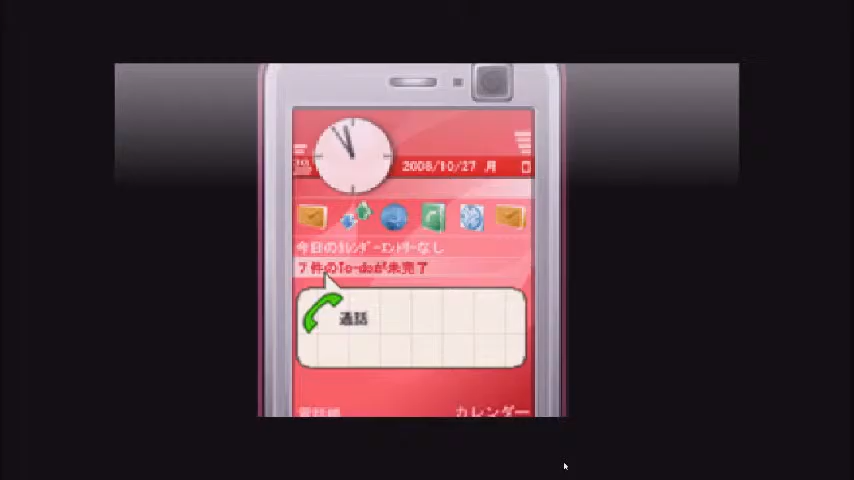 2008/10/27 月
今日のカレンダーエントリーなし
7件のTo-doが未完了
通話
カレンダー